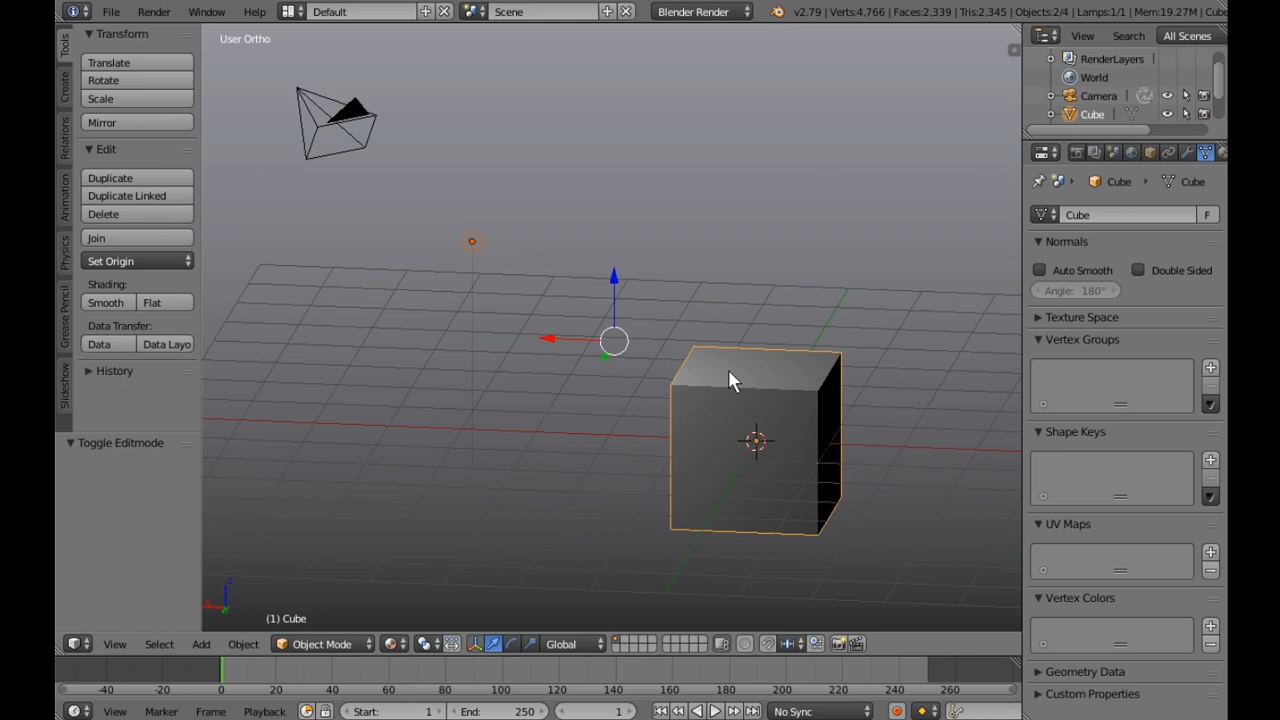 File Render Window Help Default Scene Blender Render v2.79 | Verts:4,766 | Faces:2,339 | Tris:2,345 | Objects:2/4 | Lamps:1/1 | Mem:19.27M | Cube
Tools
Create
Relations
Animation
Physics
Grease Pencil
Slideshow
Transform
Translate
Rotate
Scale
Mirror
Edit
Duplicate
Duplicate Linked
Delete
Join
Set Origin
Shading:
Smooth Flat
Data Transfer:
Data Data Layo
History
Toggle Editmode
User Ortho
(1) Cube
View Select Add Object Object Mode Global
-40 -20 0 20 40 60 80 100 120 140 160 180 200 220 240 260
View Marker Frame Playback Start: 1 End: 250 1 No Sync
View Search All Scenes
RenderLayers
World
Camera
Cube
Cube Cube
Cube F
Normals
Auto Smooth Double Sided
Angle: 180°
Texture Space
Vertex Groups
Shape Keys
UV Maps
Vertex Colors
Geometry Data
Custom Properties